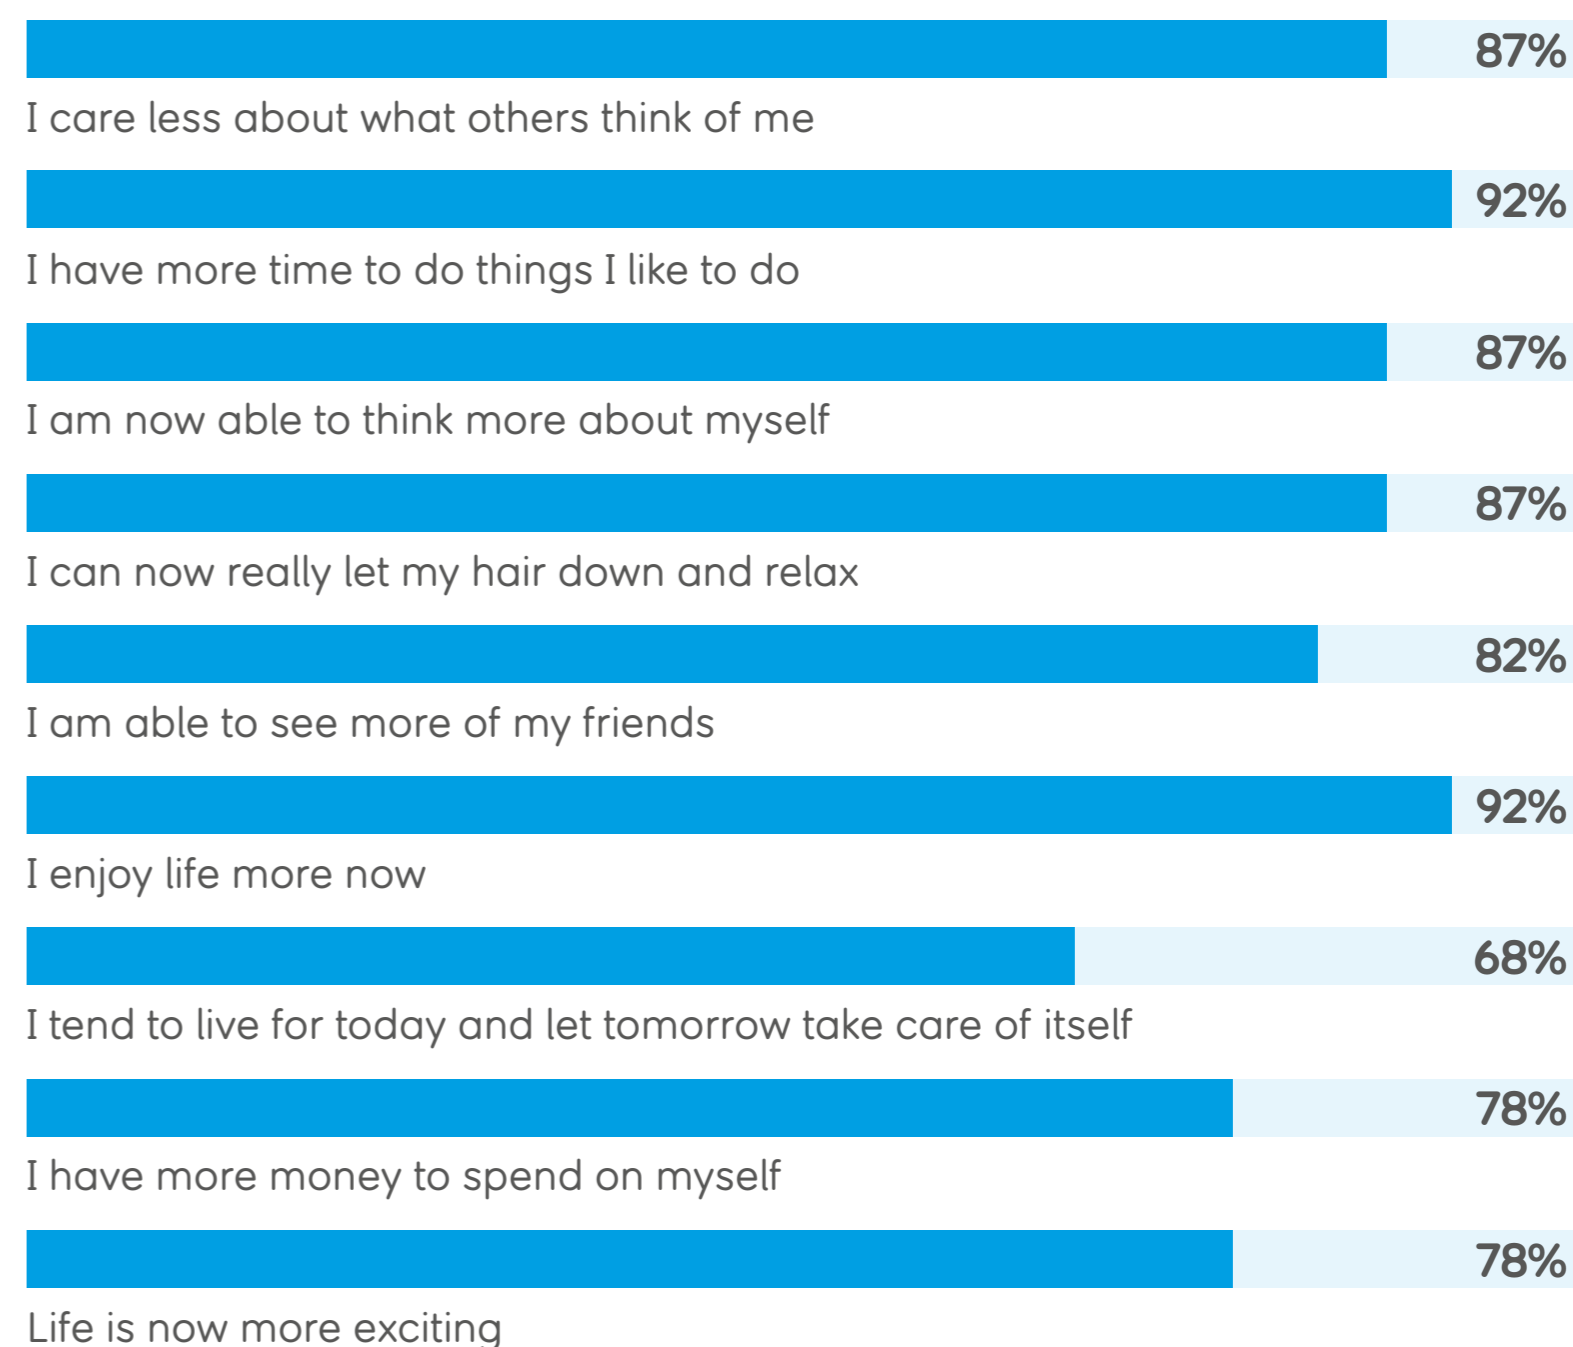 87%
I care less about what others think of me
92%
I have more time to do things I like to do
87%
I am now able to think more about myself
87%
I can now really let my hair down and relax
82%
I am able to see more of my friends
92%
I enjoy life more now
68%
I tend to live for today and let tomorrow take care of itself
78%
I have more money to spend on myself
78%
Life is now more exciting